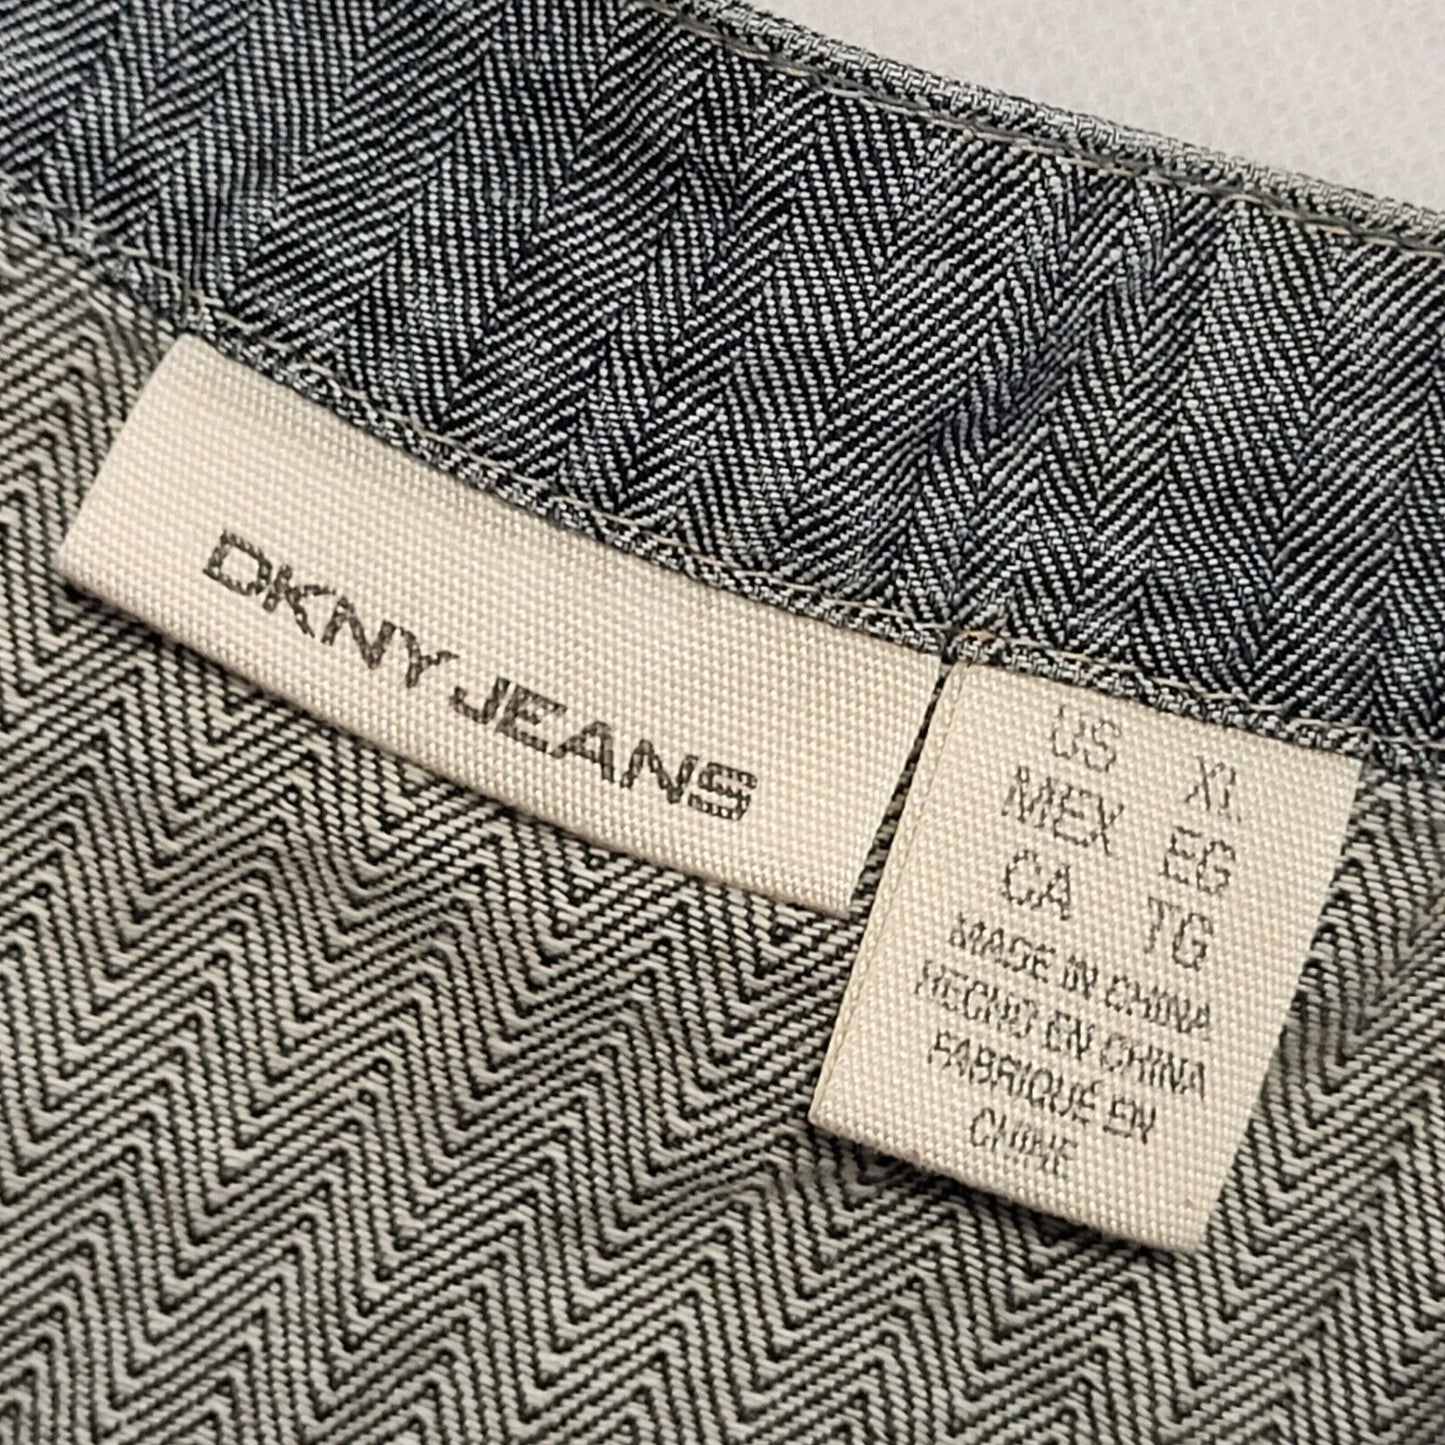 DKNY JEANS
US XL
MEX EG
CA TG
MADE IN CHINA
HECHO EN CHINA
FABRIQUÉ EN
CHINE